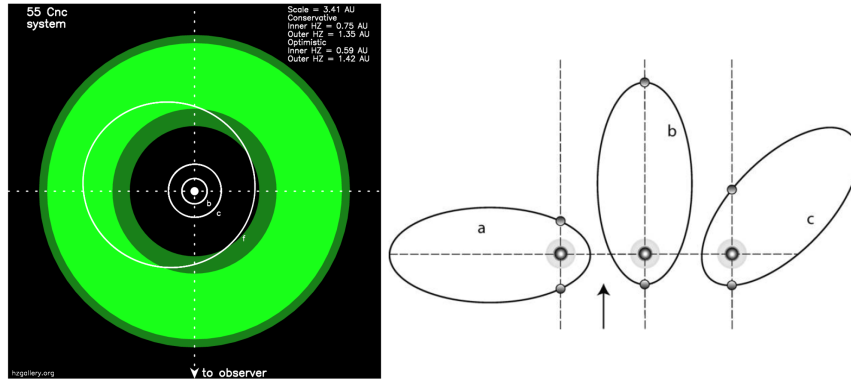 55 Cnc
system
Scale = 3.41 AU
Conservative
Inner HZ = 0.75 AU
Outer HZ = 1.35 AU
Optimistic
Inner HZ = 0.59 AU
Outer HZ = 1.42 AU
b
c
f
hzgallery.org
to observer
a
b
c